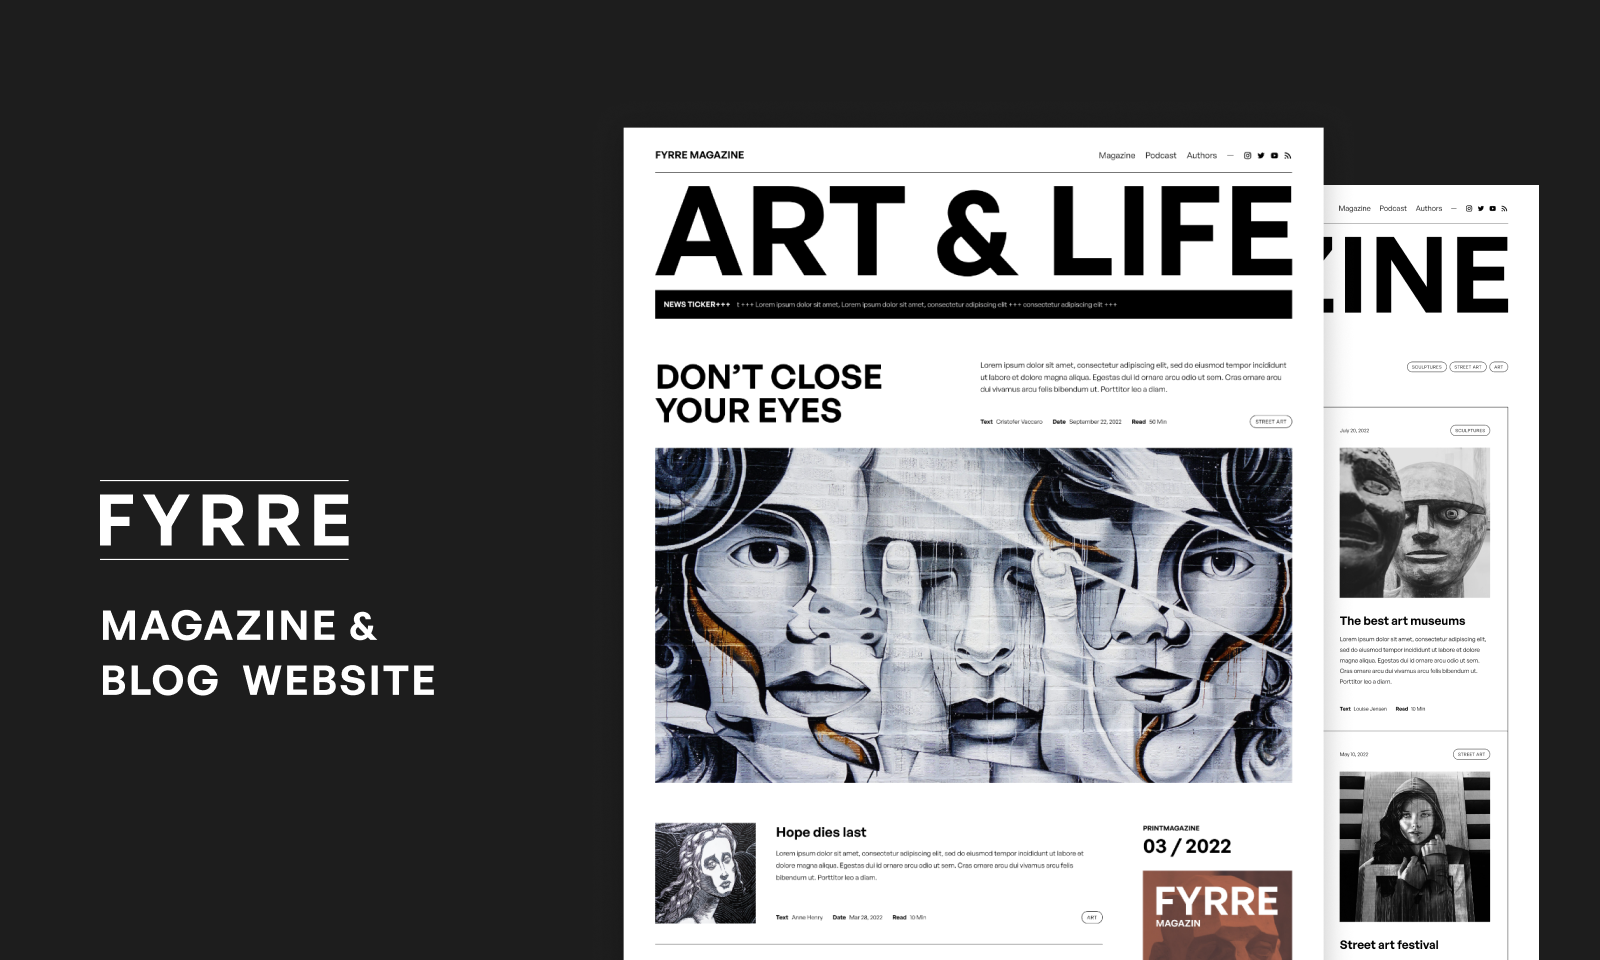 FYRRE
MAGAZINE &
BLOG WEBSITE
FYRRE MAGAZINE
Magazine Podcast Authors —
ART & LIFE
NEWS TICKER+++ t +++ Lorem ipsum dolor sit amet, Lorem ipsum dolor sit amet, consectetur adipiscing elit +++ consectetur adipiscing elit +++
DON’T CLOSE
YOUR EYES
Lorem ipsum dolor sit amet, consectetur adipiscing elit, sed do eiusmod tempor incididunt
ut labore et dolore magna aliqua. Egestas dui id ornare arcu odio ut sem. Cras ornare arcu
dui vivamus arcu felis bibendum ut. Porttitor leo a diam.
Text Cristofer Vaccaro Date September 22, 2022 Read 50 Min
STREET ART
Hope dies last
Lorem ipsum dolor sit amet, consectetur adipiscing elit, sed do eiusmod tempor incididunt ut labore et
dolore magna aliqua. Egestas dui id ornare arcu odio ut sem. Cras ornare arcu dui vivamus arcu felis
bibendum ut. Porttitor leo a diam.
Text Anne Henry Date Mar 28, 2022 Read 10 Min
ART
PRINTMAGAZINE
03 / 2022
FYRRE
MAGAZIN
Magazine Podcast Authors —
ZINE
SCULPTURES STREET ART ART
July 20, 2022
SCULPTURES
The best art museums
Lorem ipsum dolor sit amet, consectetur adipiscing elit,
sed do eiusmod tempor incididunt ut labore et dolore
magna aliqua. Egestas dui id ornare arcu odio ut sem.
Cras ornare arcu dui vivamus arcu felis bibendum ut.
Porttitor leo a diam.
Text Louise Jensen Read 10 Min
May 10, 2022
STREET ART
Street art festival